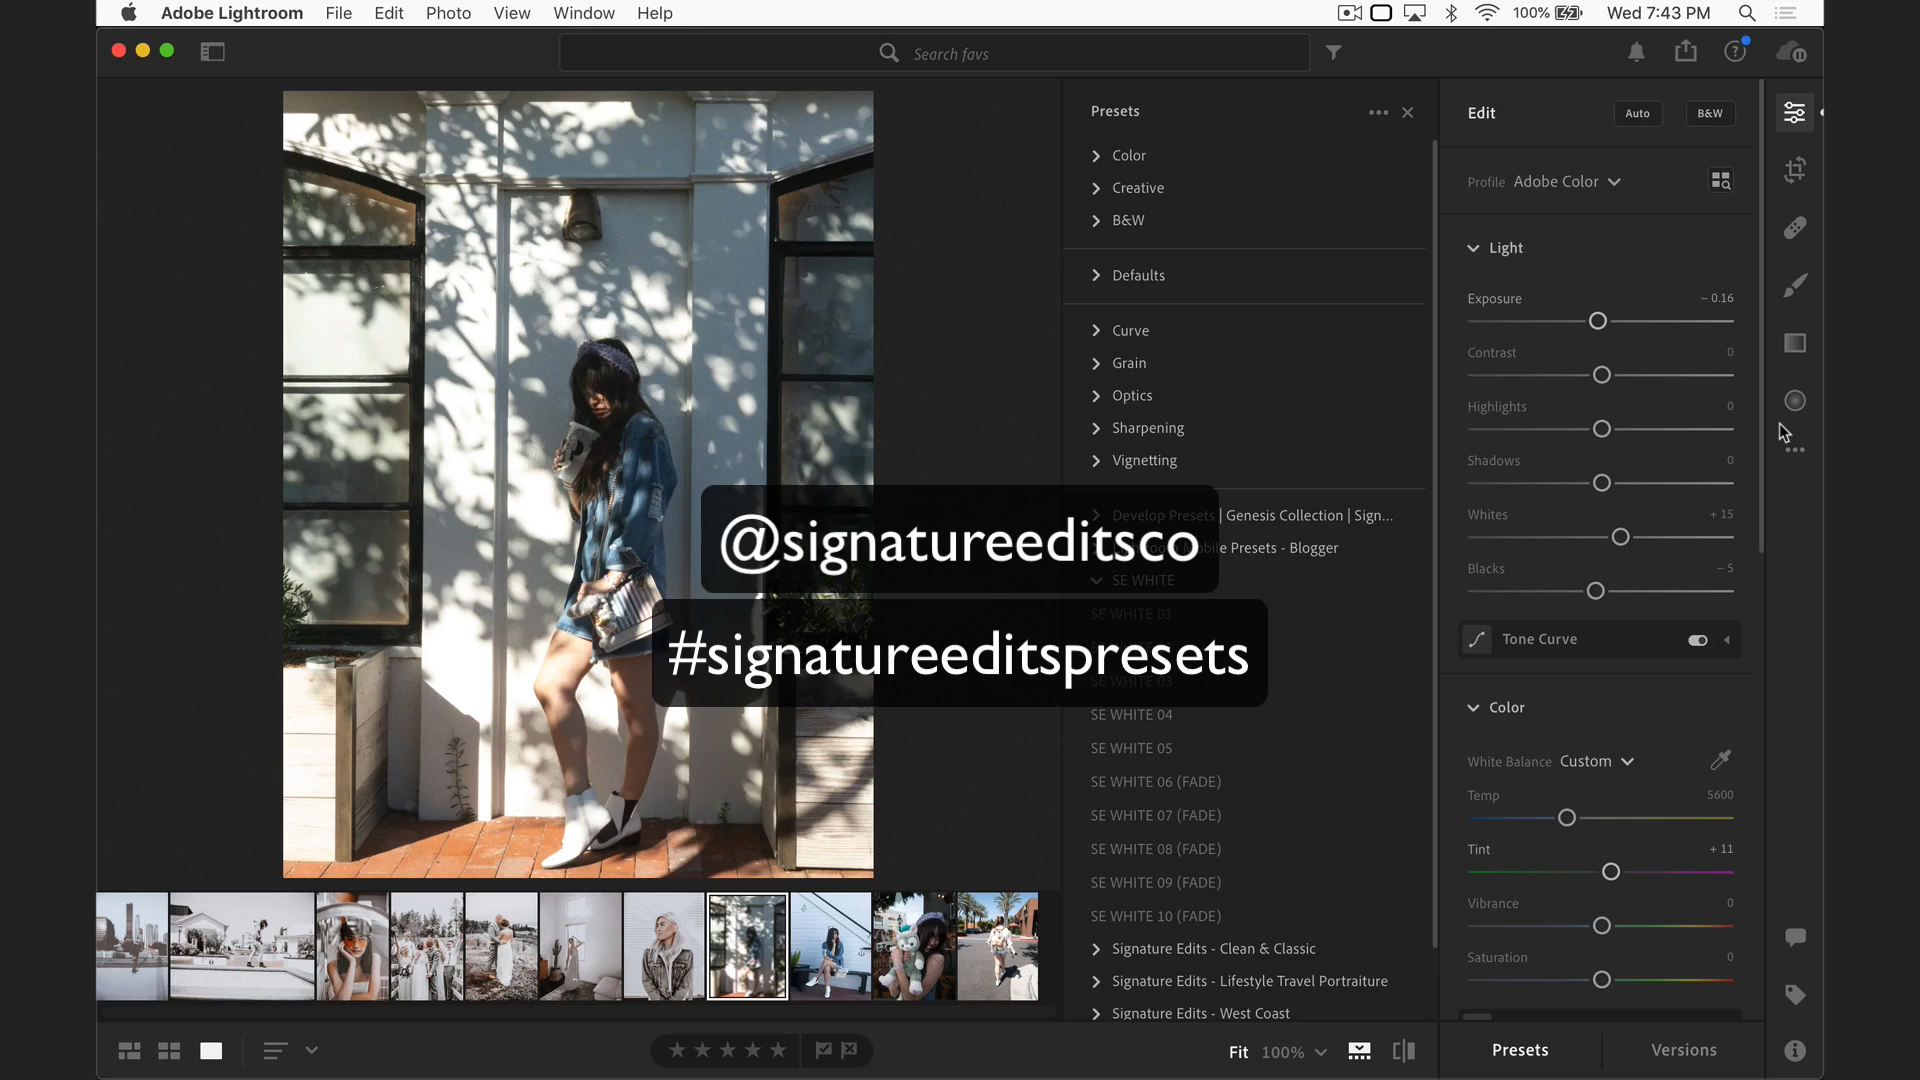 Adobe Lightroom File Edit Photo View Window Help 100% Wed 7:43 PM
Search favs
Presets
Color
Creative
B&W
Defaults
Curve
Grain
Optics
Sharpening
Vignetting
Develop Presets | Genesis Collection | Sign...
Lightroom Mobile Presets - Blogger
SE WHITE
SE WHITE 01
SE WHITE 03
SE WHITE 04
SE WHITE 05
SE WHITE 06 (FADE)
SE WHITE 07 (FADE)
SE WHITE 08 (FADE)
SE WHITE 09 (FADE)
SE WHITE 10 (FADE)
Signature Edits - Clean & Classic
Signature Edits - Lifestyle Travel Portraiture
Signature Edits - West Coast
@signatureeditsco
#signatureeditspresets
Edit Auto B&W
Profile Adobe Color
Light
Exposure – 0.16
Contrast 0
Highlights 0
Shadows 0
Whites + 15
Blacks – 5
Tone Curve
Color
White Balance Custom
Temp 5600
Tint + 11
Vibrance 0
Saturation 0
Fit 100%
Presets Versions